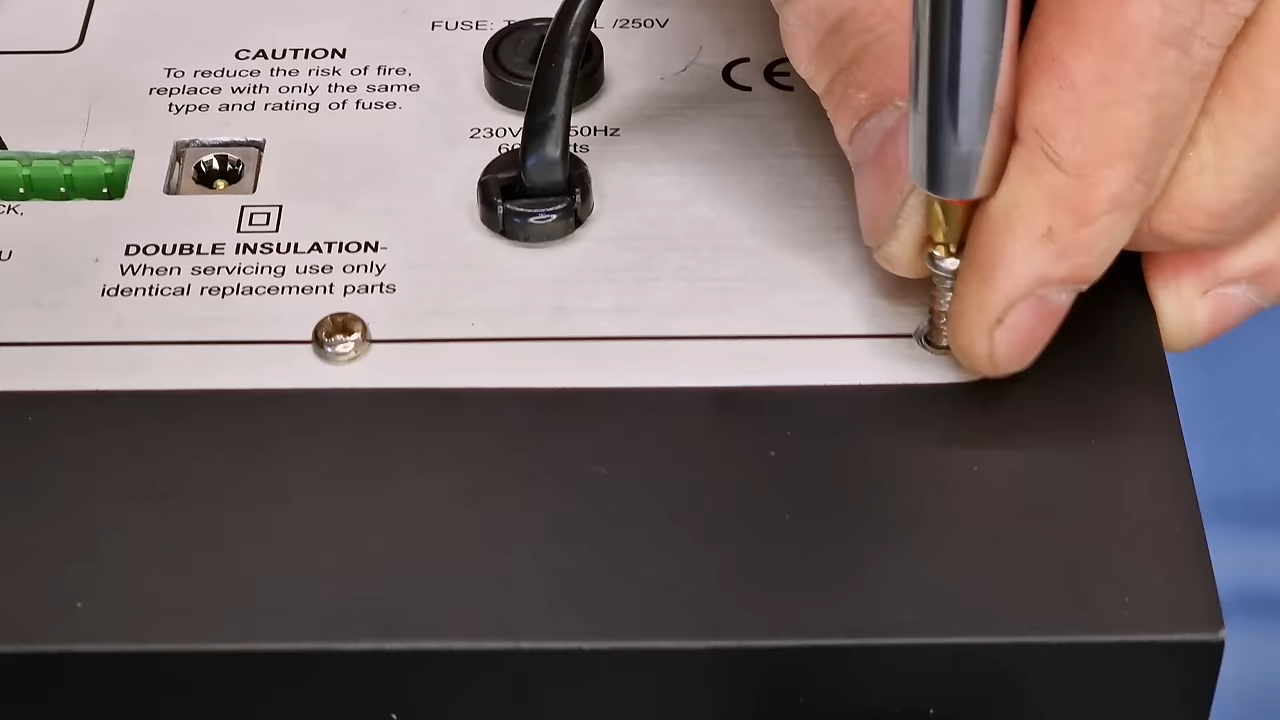 FUSE: /250V
CAUTION
To reduce the risk of fire,
replace with only the same
type and rating of fuse.
CE
230V 50Hz
CK,
U
DOUBLE INSULATION-
When servicing use only
identical replacement parts